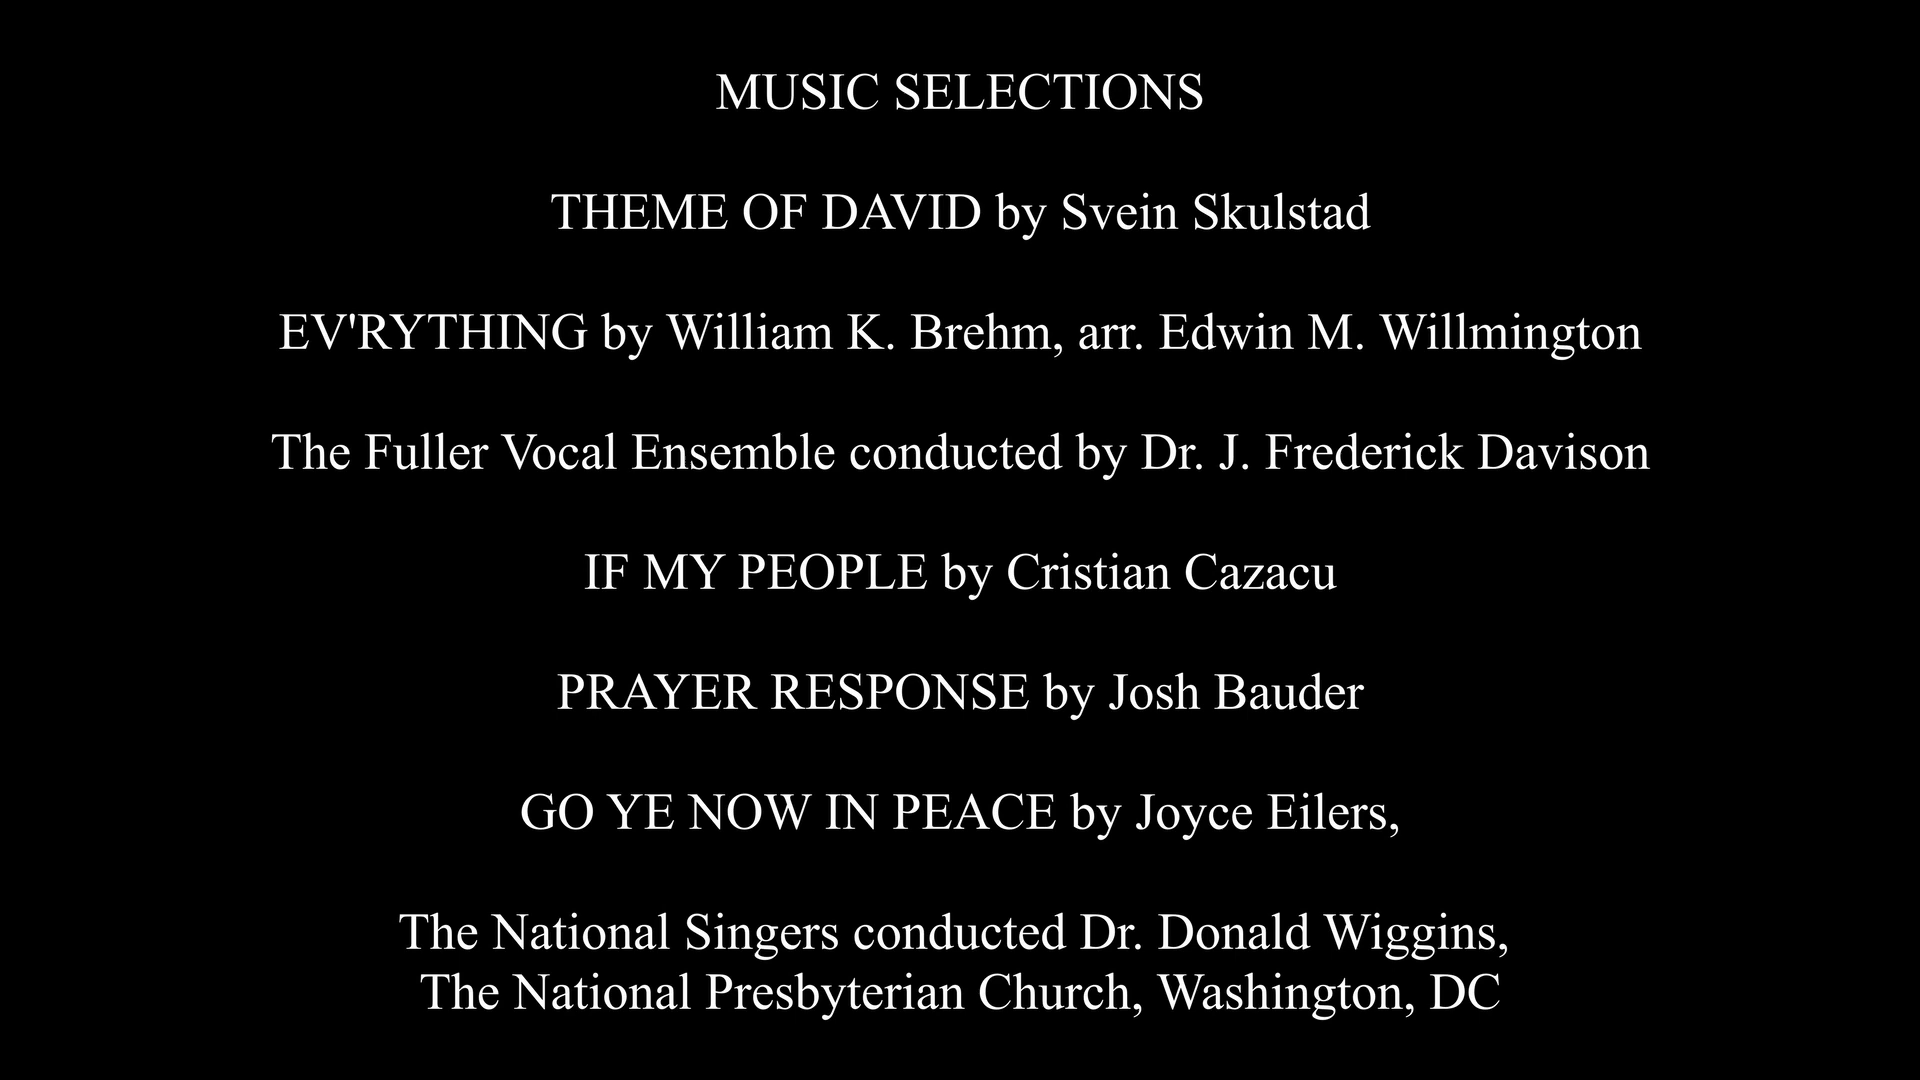 MUSIC SELECTIONS
THEME OF DAVID by Svein Skulstad
EV'RYTHING by William K. Brehm, arr. Edwin M. Willmington
The Fuller Vocal Ensemble conducted by Dr. J. Frederick Davison
IF MY PEOPLE by Cristian Cazacu
PRAYER RESPONSE by Josh Bauder
GO YE NOW IN PEACE by Joyce Eilers,
The National Singers conducted Dr. Donald Wiggins,
The National Presbyterian Church, Washington, DC